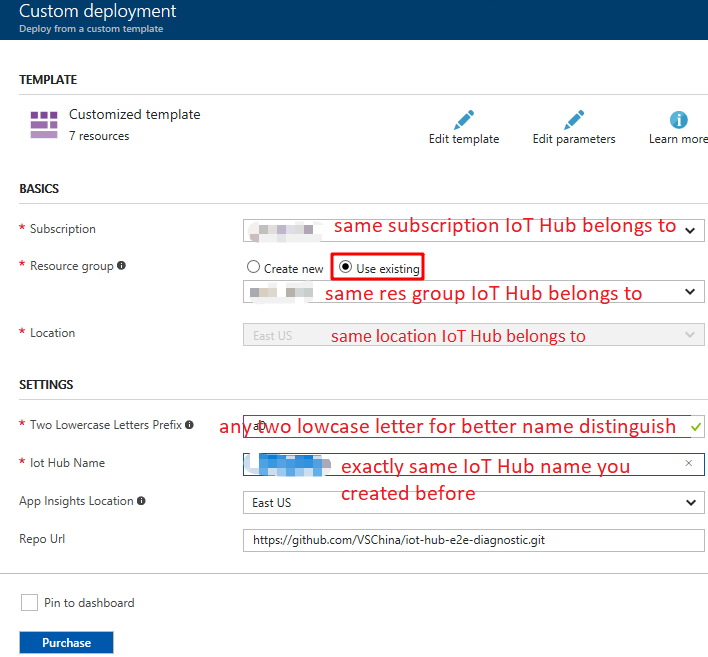 Custom deployment
Deploy from a custom template
TEMPLATE
Customized template
7 resources
Edit template
Edit parameters
Learn more
BASICS
* Subscription
same subscription IoT Hub belongs to
* Resource group
Create new
Use existing
same res group IoT Hub belongs to
* Location
East US
same location IoT Hub belongs to
SETTINGS
* Two Lowercase Letters Prefix
any two lowcase letter for better name distinguish
* Iot Hub Name
exactly same IoT Hub name you
created before
App Insights Location
East US
Repo Url
https://github.com/VSChina/iot-hub-e2e-diagnostic.git
Pin to dashboard
Purchase